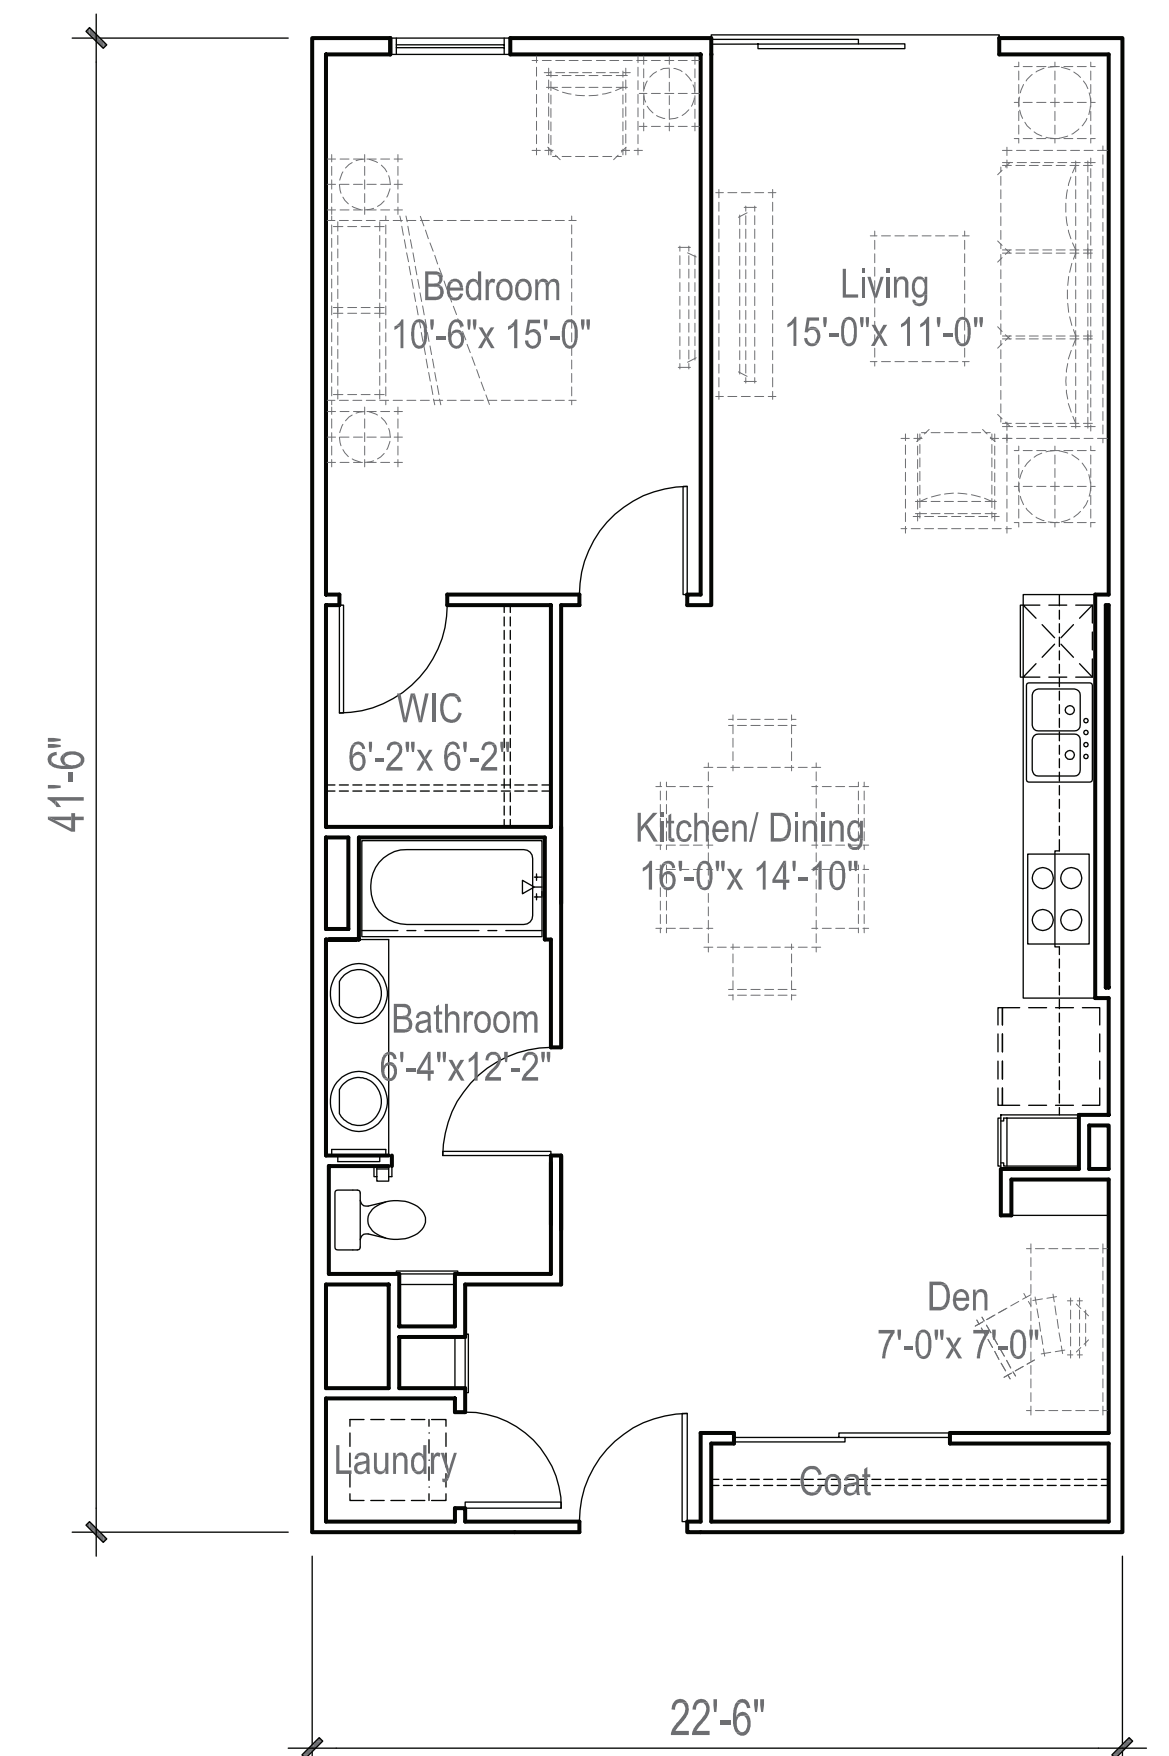 Bedroom
10'-6"x 15'-0"
Living
15'-0"x 11'-0"
WIC
6'-2"x 6'-2"
41'-6"
Kitchen/ Dining
16'-0"x 14'-10"
Bathroom
6'-4"x12'-2"
Den
7'-0"x 7'-0"
Laundry
Coat
22'-6"